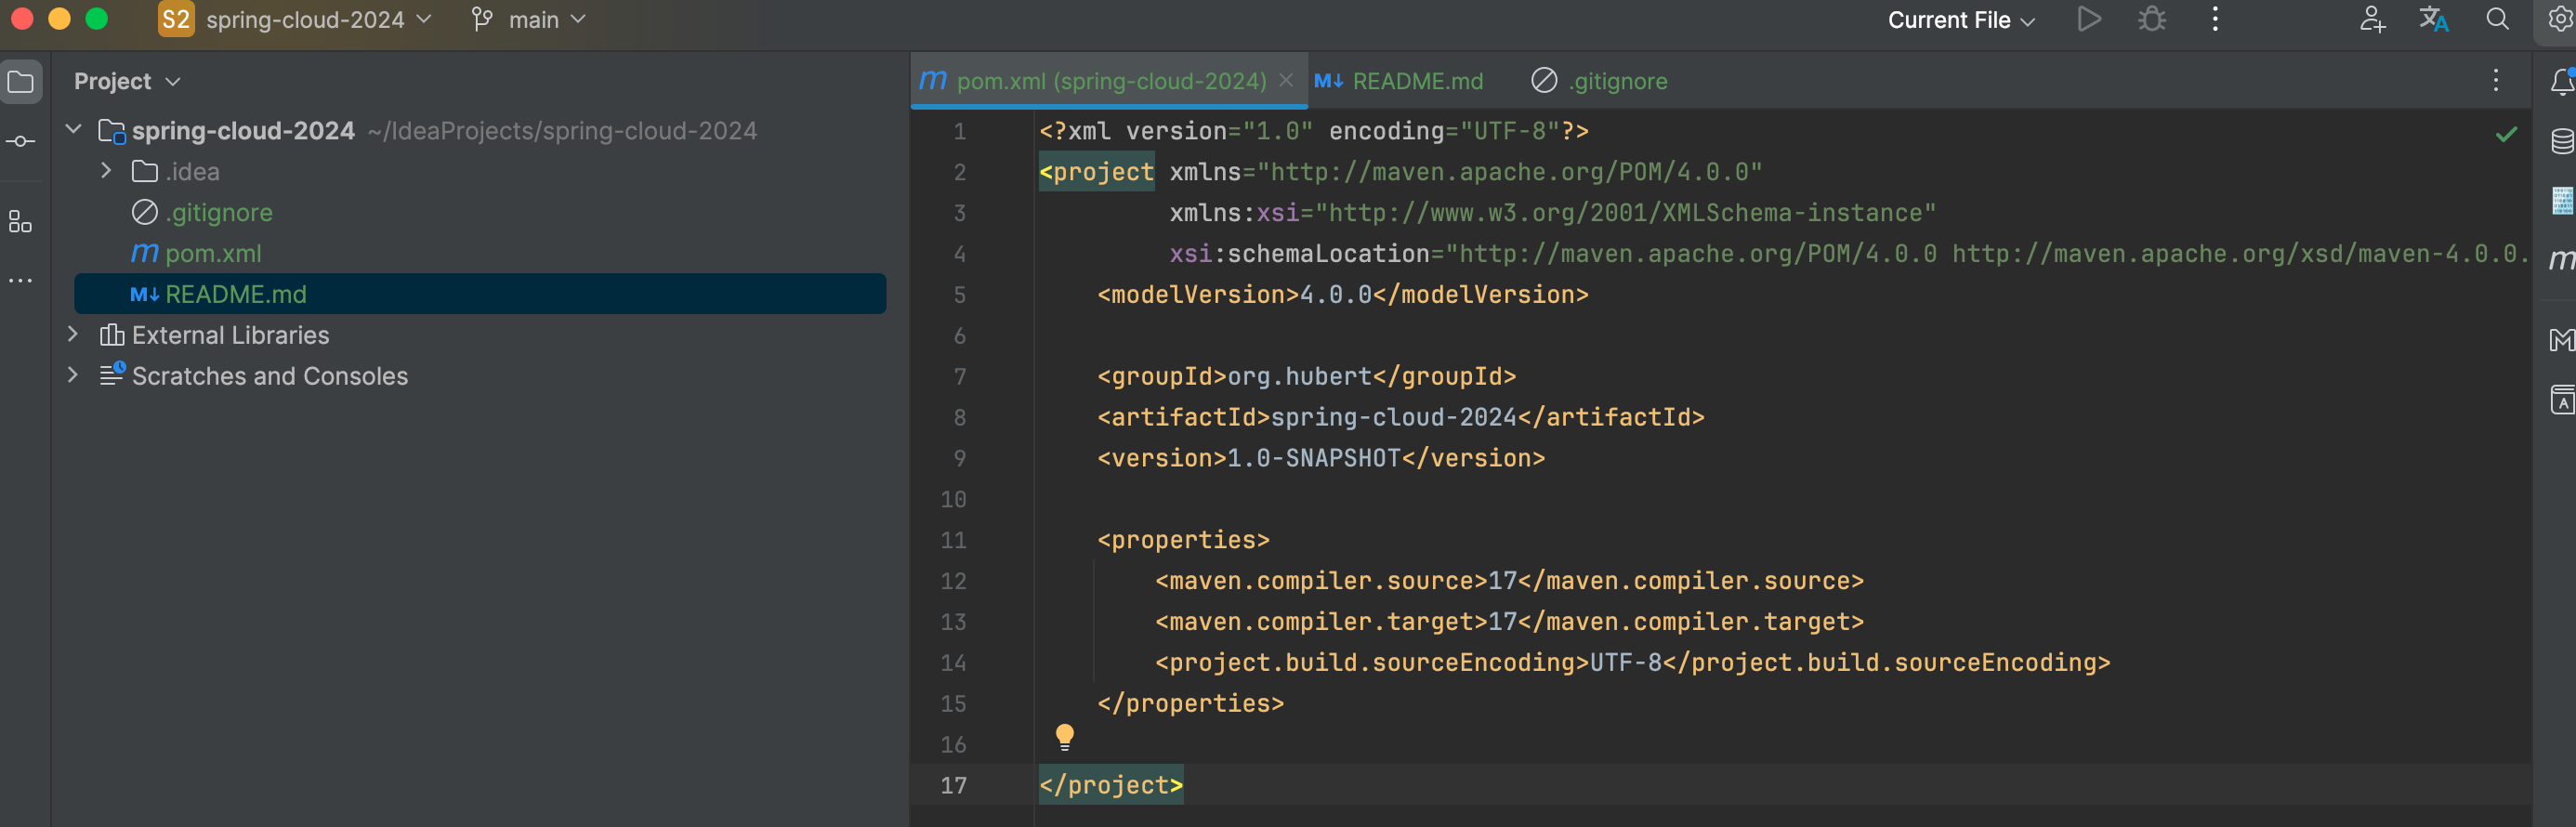 S2 spring-cloud-2024 main Current File
Project
spring-cloud-2024 ~/IdeaProjects/spring-cloud-2024
.idea
.gitignore
m pom.xml
M↓ README.md
External Libraries
Scratches and Consoles
m pom.xml (spring-cloud-2024) M↓ README.md .gitignore
1 <?xml version="1.0" encoding="UTF-8"?>
2 <project xmlns="http://maven.apache.org/POM/4.0.0"
3 xmlns:xsi="http://www.w3.org/2001/XMLSchema-instance"
4 xsi:schemaLocation="http://maven.apache.org/POM/4.0.0 http://maven.apache.org/xsd/maven-4.0.0.
5 <modelVersion>4.0.0</modelVersion>
6
7 <groupId>org.hubert</groupId>
8 <artifactId>spring-cloud-2024</artifactId>
9 <version>1.0-SNAPSHOT</version>
10
11 <properties>
12 <maven.compiler.source>17</maven.compiler.source>
13 <maven.compiler.target>17</maven.compiler.target>
14 <project.build.sourceEncoding>UTF-8</project.build.sourceEncoding>
15 </properties>
16
17 </project>